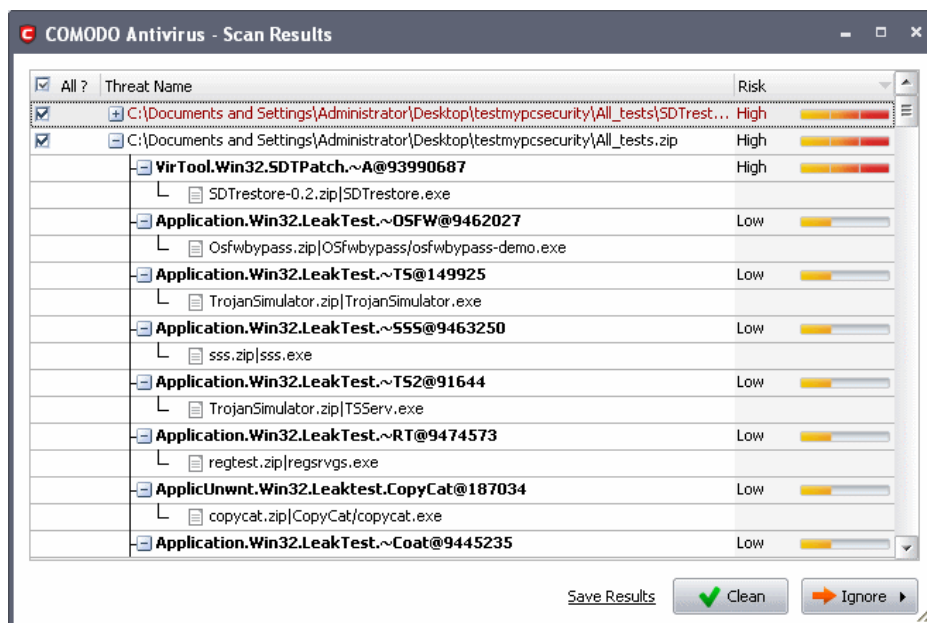 COMODO Antivirus - Scan Results
All ? Threat Name Risk
C:\Documents and Settings\Administrator\Desktop\testmypcsecurity\All_tests\SDTrest... High
C:\Documents and Settings\Administrator\Desktop\testmypcsecurity\All_tests.zip High
VirTool.Win32.SDTPatch.~A@93990687 High
SDTrestore-0.2.zip|SDTrestore.exe
Application.Win32.LeakTest.~OSFW@9462027 Low
Osfwbypass.zip|OSfwbypass/osfwbypass-demo.exe
Application.Win32.LeakTest.~TS@149925 Low
TrojanSimulator.zip|TrojanSimulator.exe
Application.Win32.LeakTest.~SSS@9463250 Low
sss.zip|sss.exe
Application.Win32.LeakTest.~TS2@91644 Low
TrojanSimulator.zip|TSServ.exe
Application.Win32.LeakTest.~RT@9474573 Low
regtest.zip|regsrvgs.exe
ApplicUnwnt.Win32.Leaktest.CopyCat@187034 Low
copycat.zip|CopyCat/copycat.exe
Application.Win32.LeakTest.~Coat@9445235 Low
Save Results Clean Ignore